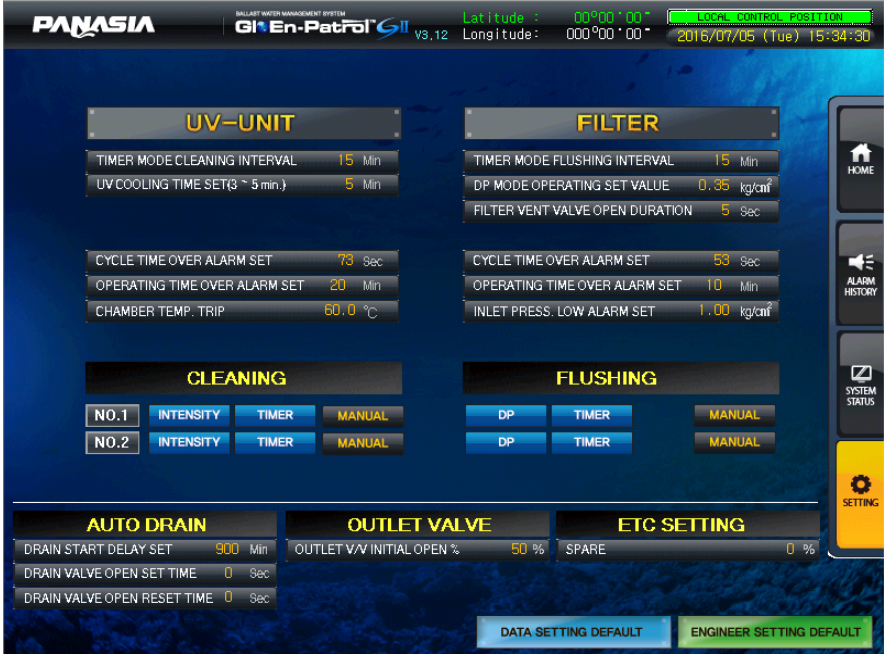 PANASIA
BALLAST WATER MANAGEMENT SYSTEM
GloEn-Patrol™ GII V3.12
Latitude : 00°00'00"
Longitude: 000°00'00"
LOCAL CONTROL POSITION
2016/07/05 (Tue) 15:34:30
UV-UNIT
TIMER MODE CLEANING INTERVAL 15 Min
UV COOLING TIME SET(3 ~ 5 min.) 5 Min
CYCLE TIME OVER ALARM SET 73 Sec
OPERATING TIME OVER ALARM SET 20 Min
CHAMBER TEMP. TRIP 60.0 ℃
FILTER
TIMER MODE FLUSHING INTERVAL 15 Min
DP MODE OPERATING SET VALUE 0.35 kg/cm²
FILTER VENT VALVE OPEN DURATION 5 Sec
CYCLE TIME OVER ALARM SET 53 Sec
OPERATING TIME OVER ALARM SET 10 Min
INLET PRESS. LOW ALARM SET 1.00 kg/cm²
CLEANING
NO.1 INTENSITY TIMER MANUAL
NO.2 INTENSITY TIMER MANUAL
FLUSHING
DP TIMER MANUAL
DP TIMER MANUAL
HOME
ALARM
HISTORY
SYSTEM
STATUS
SETTING
AUTO DRAIN
DRAIN START DELAY SET 900 Min
DRAIN VALVE OPEN SET TIME 0 Sec
DRAIN VALVE OPEN RESET TIME 0 Sec
OUTLET VALVE
OUTLET V/V INITIAL OPEN % 50 %
ETC SETTING
SPARE 0 %
DATA SETTING DEFAULT
ENGINEER SETTING DEFAULT